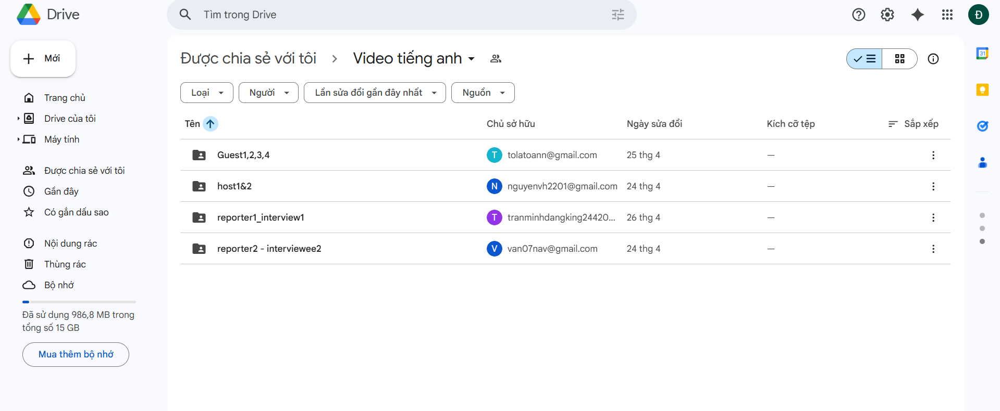 Drive
Tìm trong Drive
Đ
Mới
Trang chủ
Drive của tôi
Máy tính
Được chia sẻ với tôi
Gần đây
Có gắn dấu sao
Nội dung rác
Thùng rác
Bộ nhớ
Đã sử dụng 986,8 MB trong
tổng số 15 GB
Mua thêm bộ nhớ
Được chia sẻ với tôi > Video tiếng anh
Loại Người Lần sửa đổi gần đây nhất Nguồn
Tên Chủ sở hữu Ngày sửa đổi Kích cỡ tệp Sắp xếp
Guest1,2,3,4 T tolatoann@gmail.com 25 thg 4 —
host1&2 N nguyenvh2201@gmail.com 24 thg 4 —
reporter1_interview1 T tranminhdangking24420... 26 thg 4 —
reporter2 - interviewee2 V van07nav@gmail.com 24 thg 4 —
31